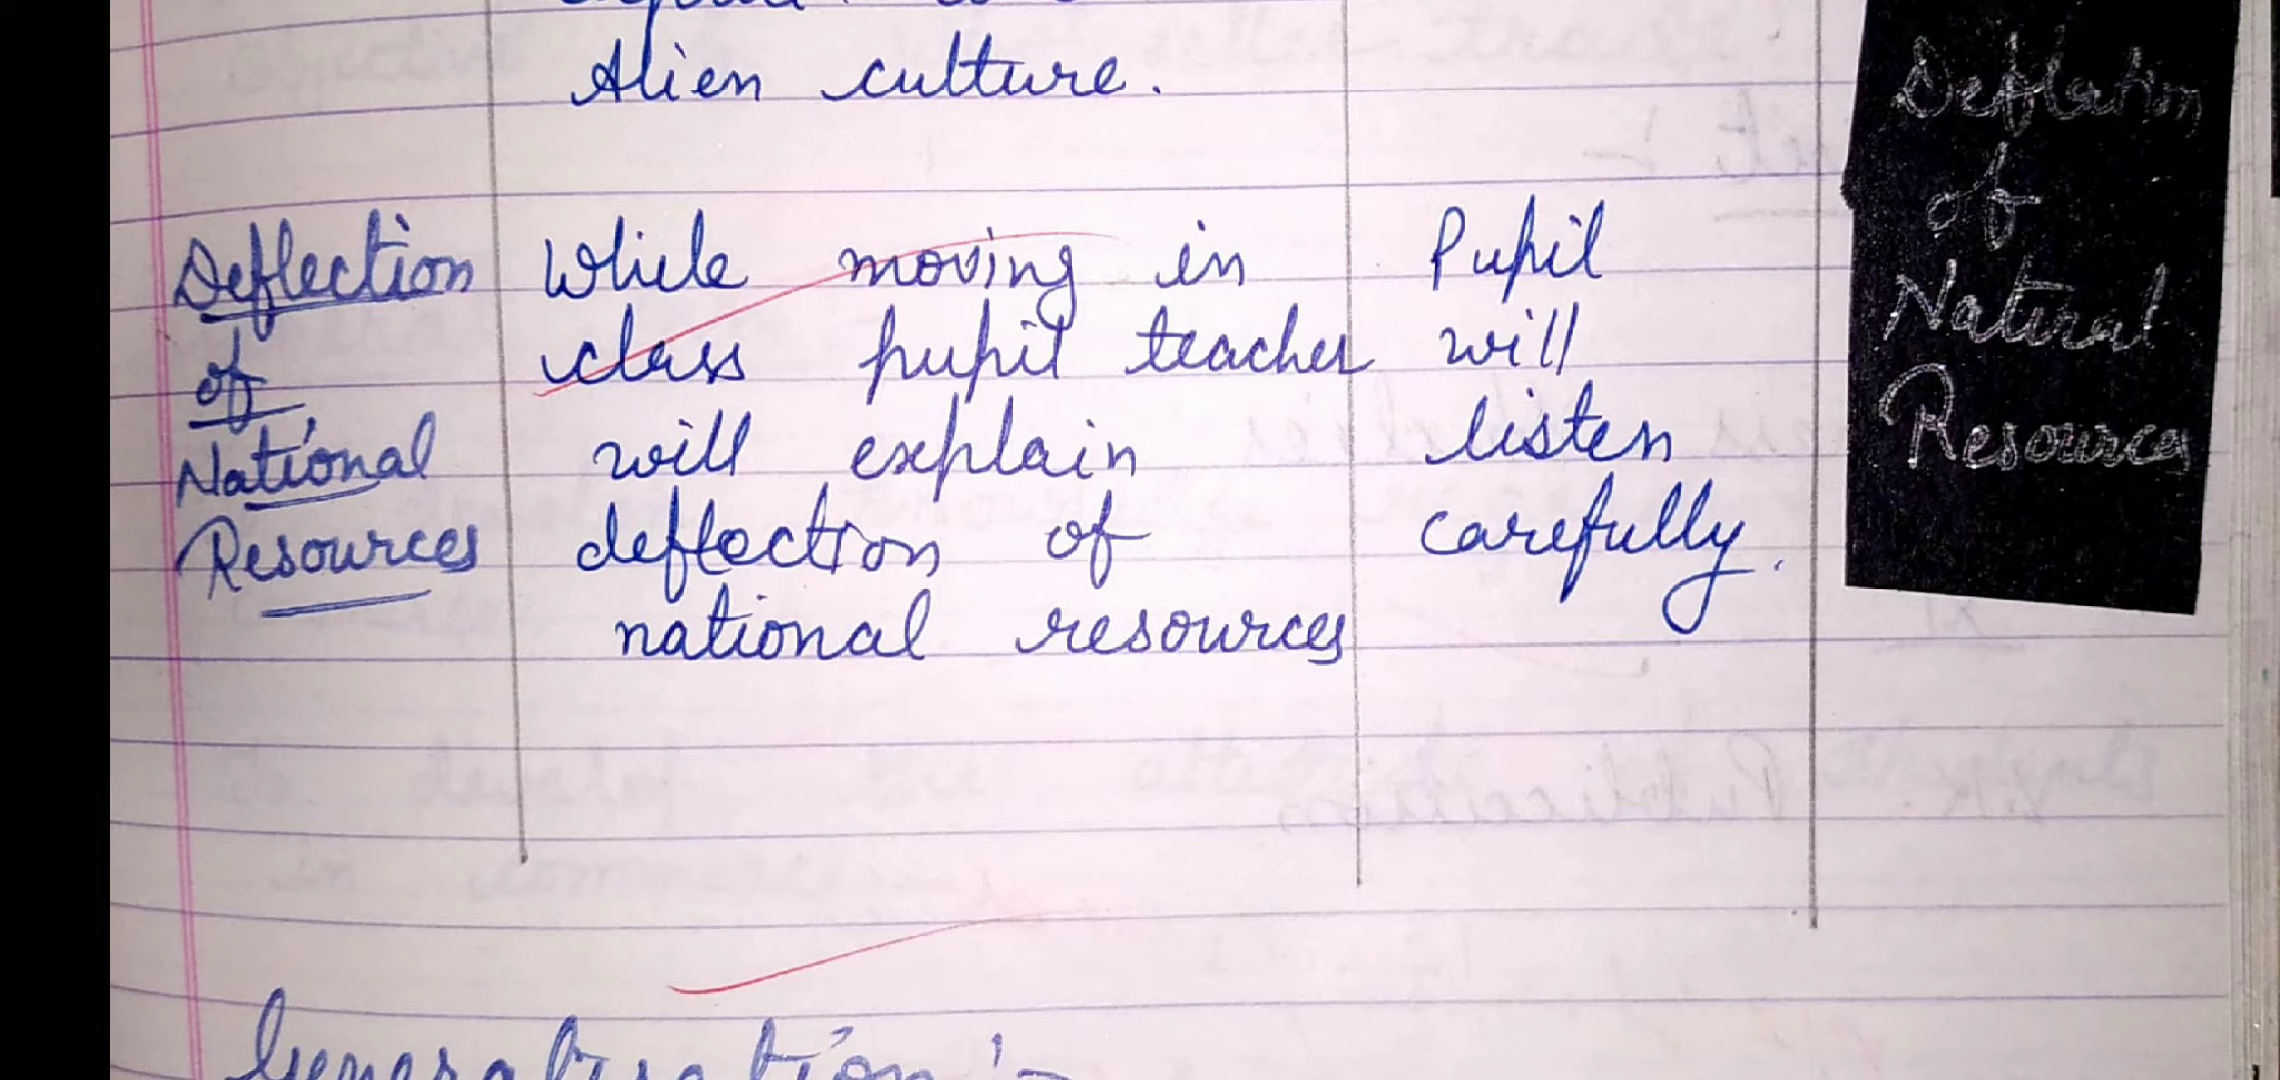 Alien culture.
Deflection
of
National
Resources
While moving in
class pupil teacher
will explain
deflection of
national resources
Pupil
will
listen
carefully.
Deflation
of
Natural
Resources
Generalisation :-